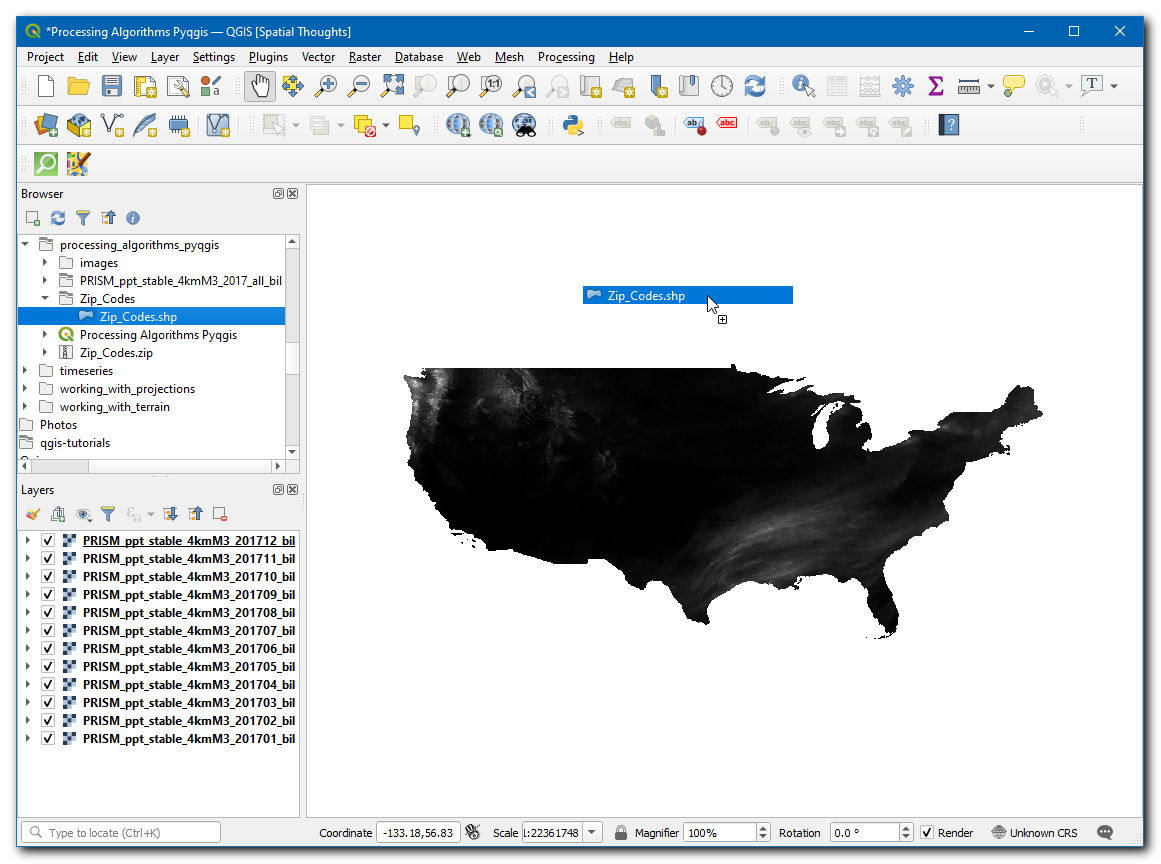 *Processing Algorithms Pyqgis — QGIS [Spatial Thoughts]
Project Edit View Layer Settings Plugins Vector Raster Database Web Mesh Processing Help
Browser
processing_algorithms_pyqgis
images
PRISM_ppt_stable_4kmM3_2017_all_bil
Zip_Codes
Zip_Codes.shp
Processing Algorithms Pyqgis
Zip_Codes.zip
timeseries
working_with_projections
working_with_terrain
Photos
qgis-tutorials
Zip_Codes.shp
Layers
PRISM_ppt_stable_4kmM3_201712_bil
PRISM_ppt_stable_4kmM3_201711_bil
PRISM_ppt_stable_4kmM3_201710_bil
PRISM_ppt_stable_4kmM3_201709_bil
PRISM_ppt_stable_4kmM3_201708_bil
PRISM_ppt_stable_4kmM3_201707_bil
PRISM_ppt_stable_4kmM3_201706_bil
PRISM_ppt_stable_4kmM3_201705_bil
PRISM_ppt_stable_4kmM3_201704_bil
PRISM_ppt_stable_4kmM3_201703_bil
PRISM_ppt_stable_4kmM3_201702_bil
PRISM_ppt_stable_4kmM3_201701_bil
Type to locate (Ctrl+K) Coordinate -133.18,56.83 Scale 1:22361748 Magnifier 100% Rotation 0.0 ° Render Unknown CRS